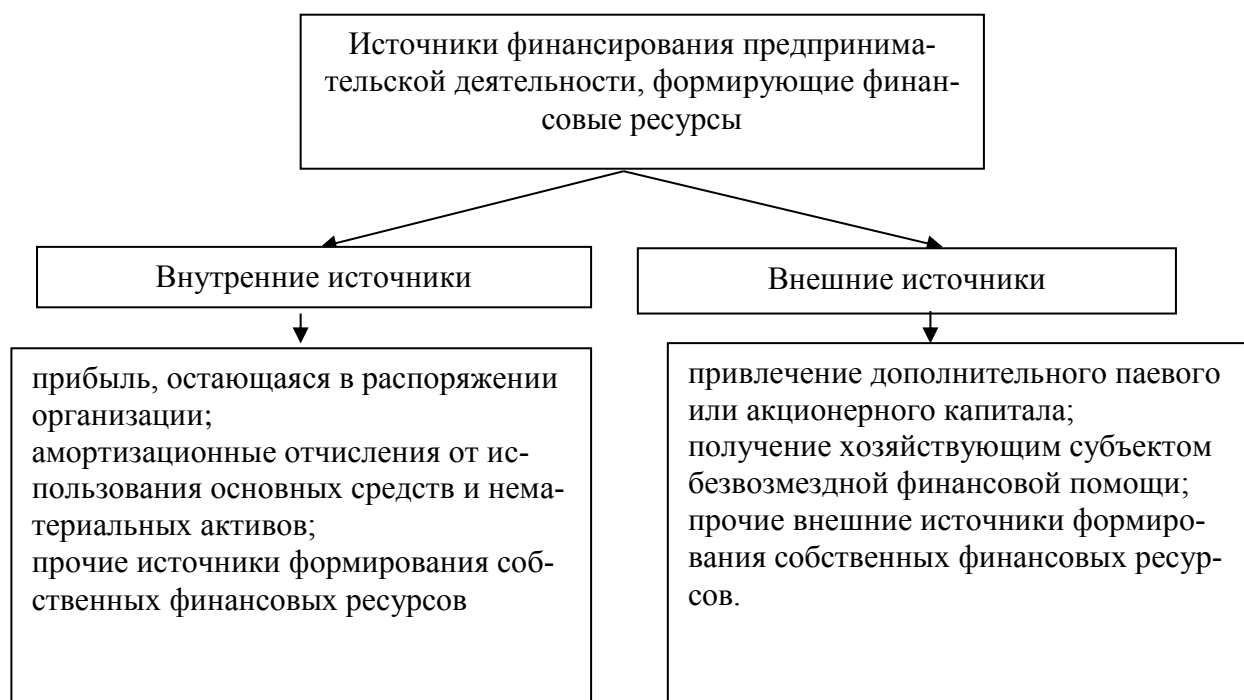 Источники финансирования предпринима-
тельской деятельности, формирующие финан-
совые ресурсы
Внутренние источники
Внешние источники
прибыль, остающаяся в распоряжении
организации;
амортизационные отчисления от ис-
пользования основных средств и нема-
териальных активов;
прочие источники формирования соб-
ственных финансовых ресурсов
привлечение дополнительного паевого
или акционерного капитала;
получение хозяйствующим субъектом
безвозмездной финансовой помощи;
прочие внешние источники формиро-
вания собственных финансовых ресур-
сов.